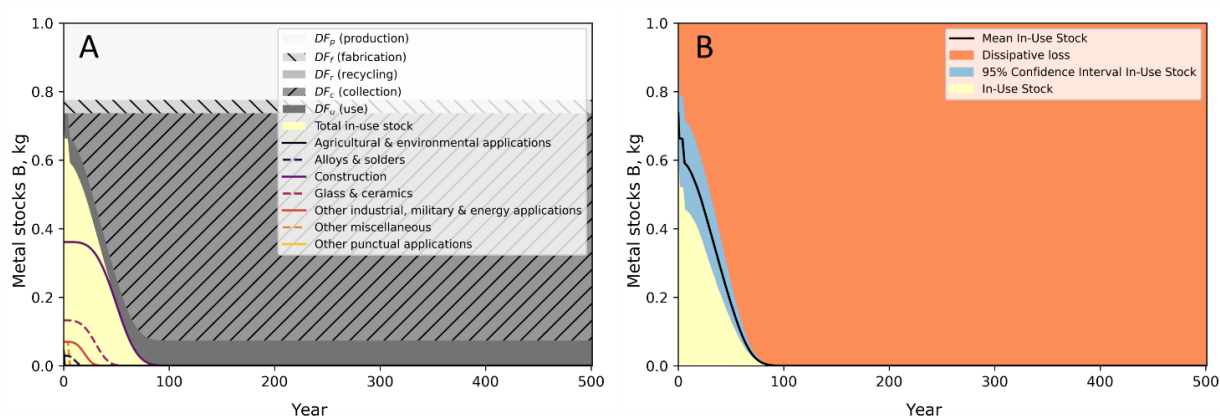 A
DF_p (production)
DF_f (fabrication)
DF_r (recycling)
DF_c (collection)
DF_u (use)
Total in-use stock
Agricultural & environmental applications
Alloys & solders
Construction
Glass & ceramics
Other industrial, military & energy applications
Other miscellaneous
Other punctual applications
Metal stocks B, kg
1.0
0.8
0.6
0.4
0.2
0.0
0
100
200
300
400
500
Year
B
Mean In-Use Stock
Dissipative loss
95% Confidence Interval In-Use Stock
In-Use Stock
Metal stocks B, kg
1.0
0.8
0.6
0.4
0.2
0.0
0
100
200
300
400
500
Year